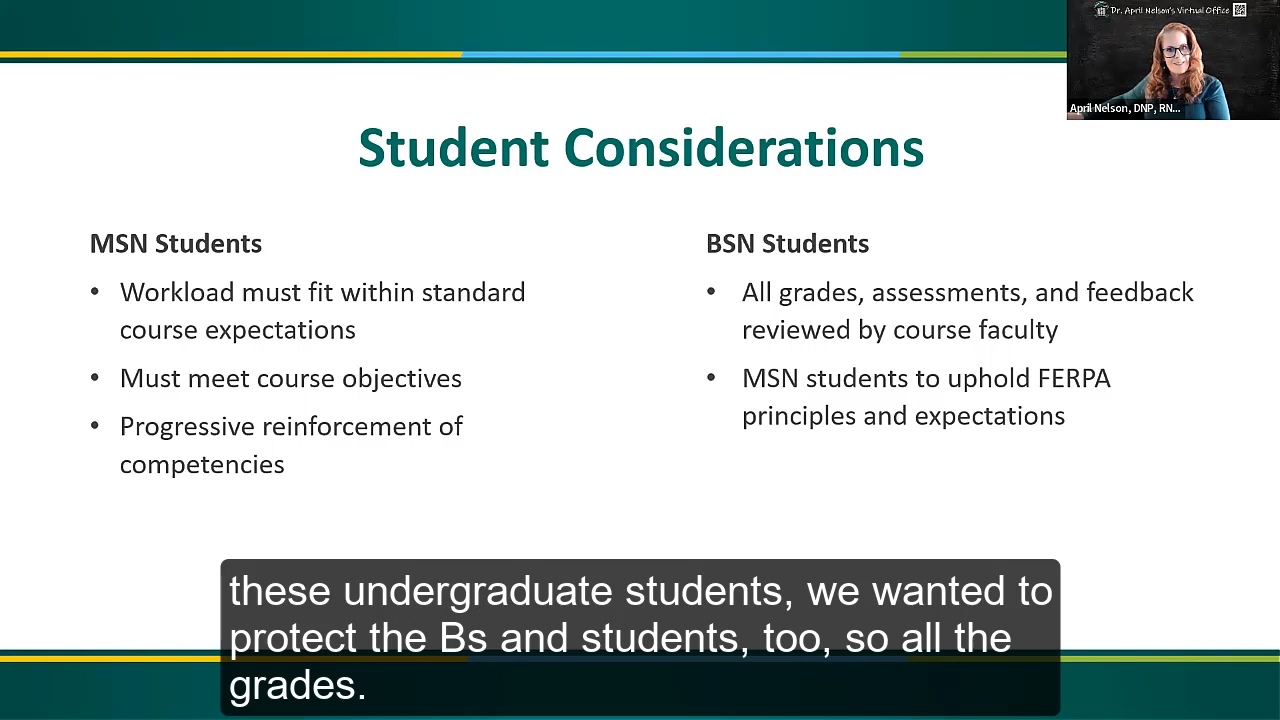 Dr. April Nelson's Virtual Office
April Nelson, DNP, RN...
Student Considerations
MSN Students
• Workload must fit within standard
course expectations
• Must meet course objectives
• Progressive reinforcement of
competencies
BSN Students
• All grades, assessments, and feedback
reviewed by course faculty
• MSN students to uphold FERPA
principles and expectations
these undergraduate students, we wanted to
protect the Bs and students, too, so all the
grades.